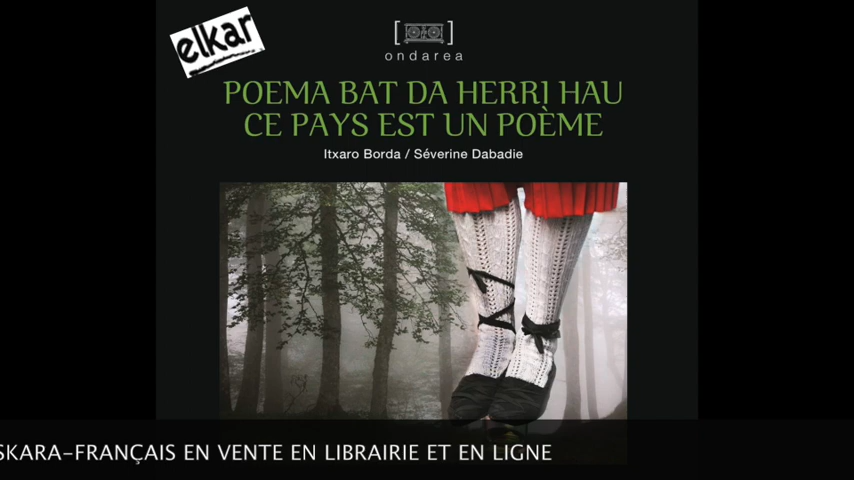 elkar
[ ]
ondarea
POEMA BAT DA HERRI HAU
CE PAYS EST UN POÈME
Itxaro Borda / Séverine Dabadie
SKARA-FRANÇAIS EN VENTE EN LIBRAIRIE ET EN LIGNE